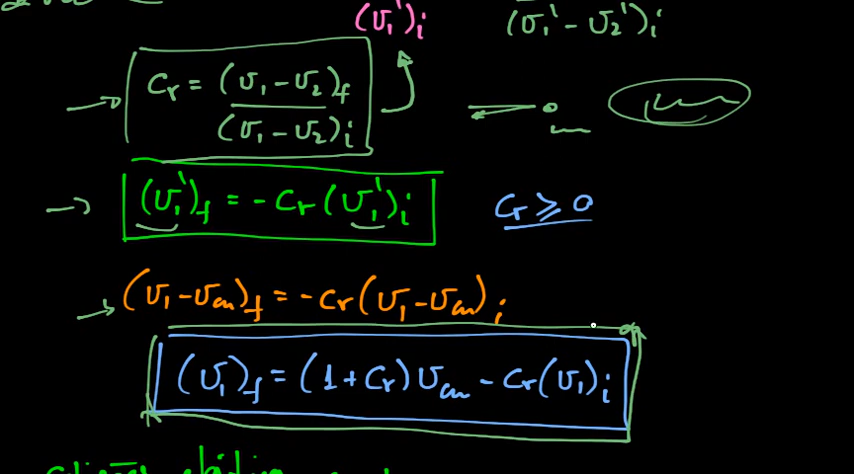 (v₁')ᵢ (v₁' - v₂')ᵢ
Cr = (v₁ - v₂)f
(v₁ - v₂)ᵢ
(v₁')f = -Cr (v₁')ᵢ Cr ⩾ 0
(v₁ - vcm)f = -Cr (v₁ - vcm)ᵢ
(v₁)f = (1 + Cr) vcm - Cr (v₁)ᵢ